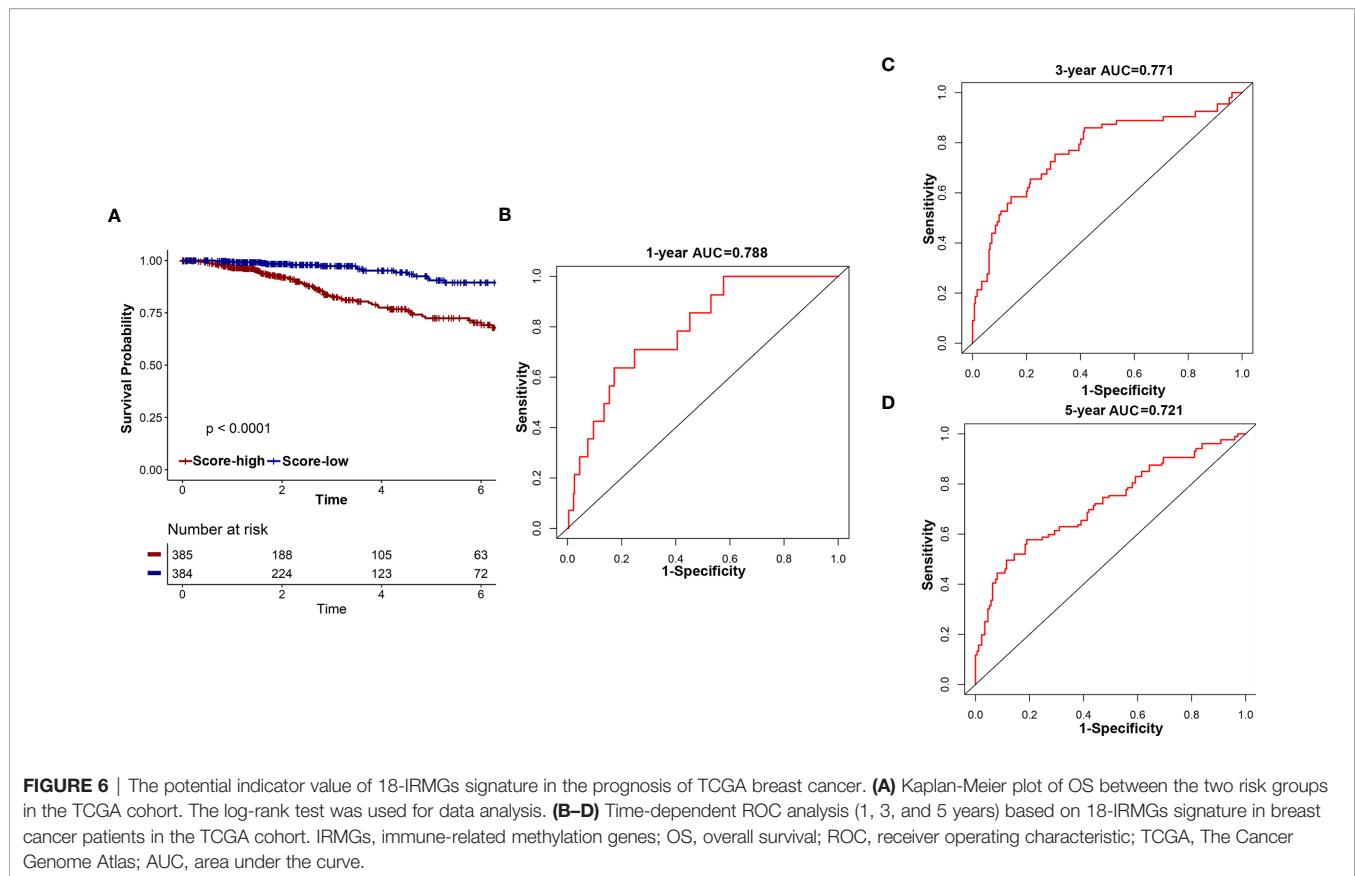 A
1.00
0.75
0.50
0.25
0.00
Survival Probability
p < 0.0001
Score-high Score-low
0 2 4 6
Time
Number at risk
385 188 105 63
384 224 123 72
0 2 4 6
Time
B
1-year AUC=0.788
1.0
0.8
0.6
0.4
0.2
0.0
Sensitivity
0.0 0.2 0.4 0.6 0.8 1.0
1-Specificity
C
3-year AUC=0.771
1.0
0.8
0.6
0.4
0.2
0.0
Sensitivity
0.0 0.2 0.4 0.6 0.8 1.0
1-Specificity
D
5-year AUC=0.721
1.0
0.8
0.6
0.4
0.2
0.0
Sensitivity
0.0 0.2 0.4 0.6 0.8 1.0
1-Specificity
FIGURE 6 | The potential indicator value of 18-IRMGs signature in the prognosis of TCGA breast cancer. (A) Kaplan-Meier plot of OS between the two risk groups
in the TCGA cohort. The log-rank test was used for data analysis. (B–D) Time-dependent ROC analysis (1, 3, and 5 years) based on 18-IRMGs signature in breast
cancer patients in the TCGA cohort. IRMGs, immune-related methylation genes; OS, overall survival; ROC, receiver operating characteristic; TCGA, The Cancer
Genome Atlas; AUC, area under the curve.